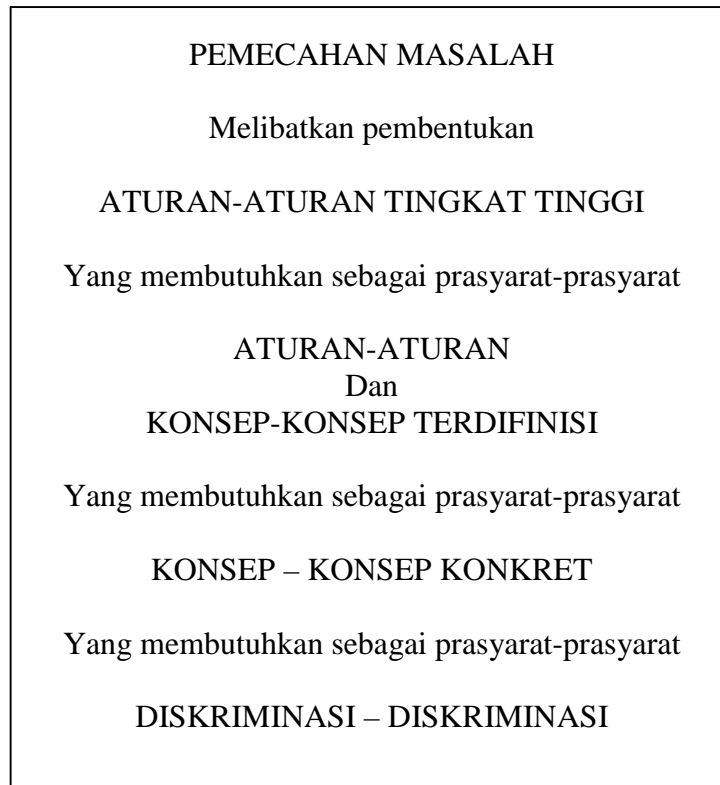 PEMECAHAN MASALAH
Melibatkan pembentukan
ATURAN-ATURAN TINGKAT TINGGI
Yang membutuhkan sebagai prasyarat-prasyarat
ATURAN-ATURAN
Dan
KONSEP-KONSEP TERDIFINISI
Yang membutuhkan sebagai prasyarat-prasyarat
KONSEP – KONSEP KONKRET
Yang membutuhkan sebagai prasyarat-prasyarat
DISKRIMINASI – DISKRIMINASI